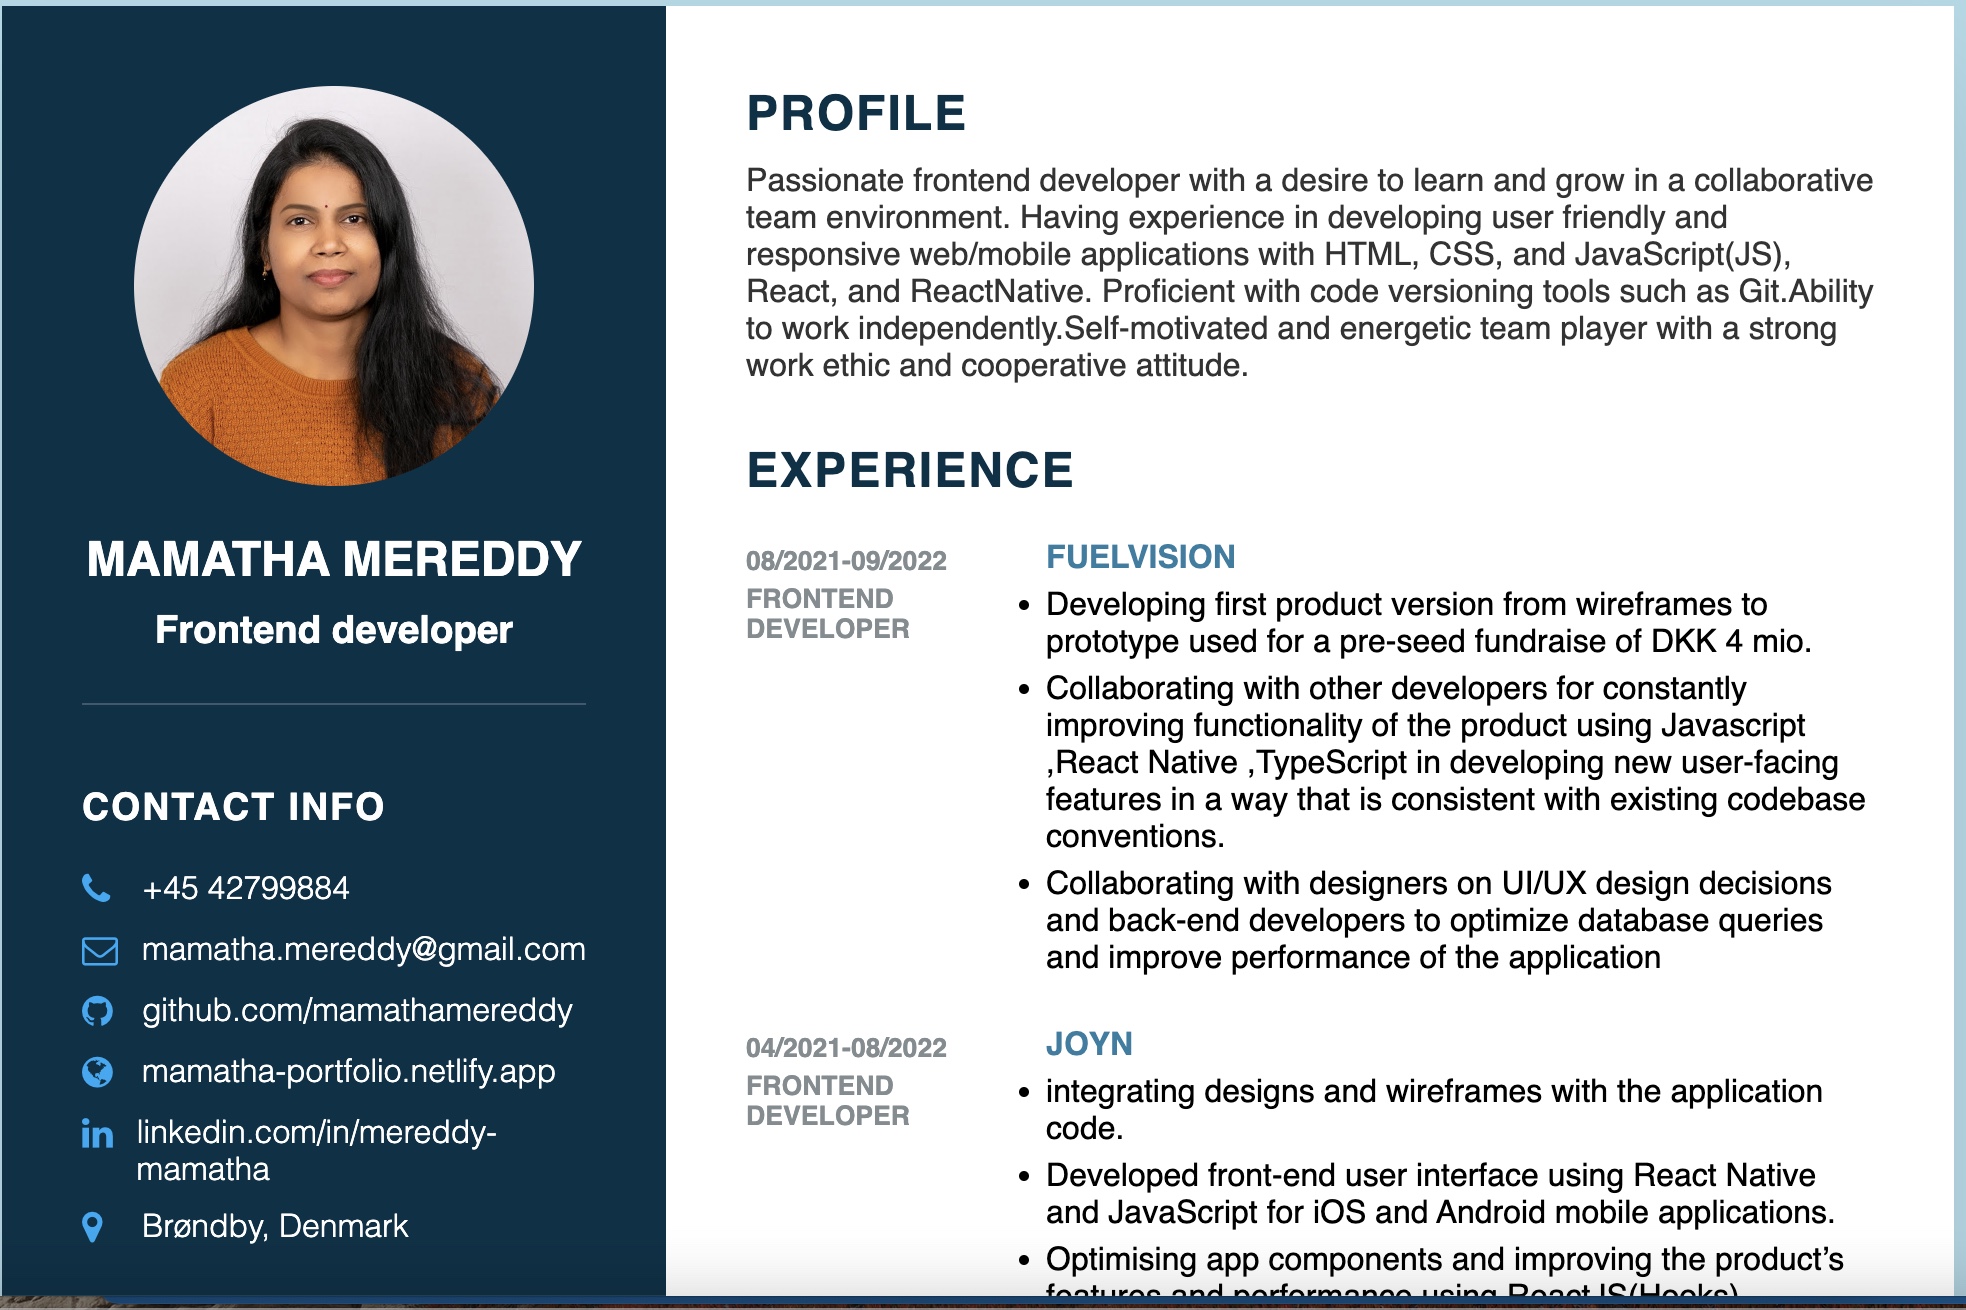 MAMATHA MEREDDY
Frontend developer
CONTACT INFO
+45 42799884
mamatha.mereddy@gmail.com
github.com/mamathamereddy
mamatha-portfolio.netlify.app
linkedin.com/in/mereddy-
mamatha
Brøndby, Denmark
PROFILE
Passionate frontend developer with a desire to learn and grow in a collaborative
team environment. Having experience in developing user friendly and
responsive web/mobile applications with HTML, CSS, and JavaScript(JS),
React, and ReactNative. Proficient with code versioning tools such as Git.Ability
to work independently.Self-motivated and energetic team player with a strong
work ethic and cooperative attitude.
EXPERIENCE
08/2021-09/2022
FRONTEND
DEVELOPER
FUELVISION
• Developing first product version from wireframes to
prototype used for a pre-seed fundraise of DKK 4 mio.
• Collaborating with other developers for constantly
improving functionality of the product using Javascript
,React Native ,TypeScript in developing new user-facing
features in a way that is consistent with existing codebase
conventions.
• Collaborating with designers on UI/UX design decisions
and back-end developers to optimize database queries
and improve performance of the application
04/2021-08/2022
FRONTEND
DEVELOPER
JOYN
• integrating designs and wireframes with the application
code.
• Developed front-end user interface using React Native
and JavaScript for iOS and Android mobile applications.
• Optimising app components and improving the product’s
features and performance using ReactJS(Hooks)